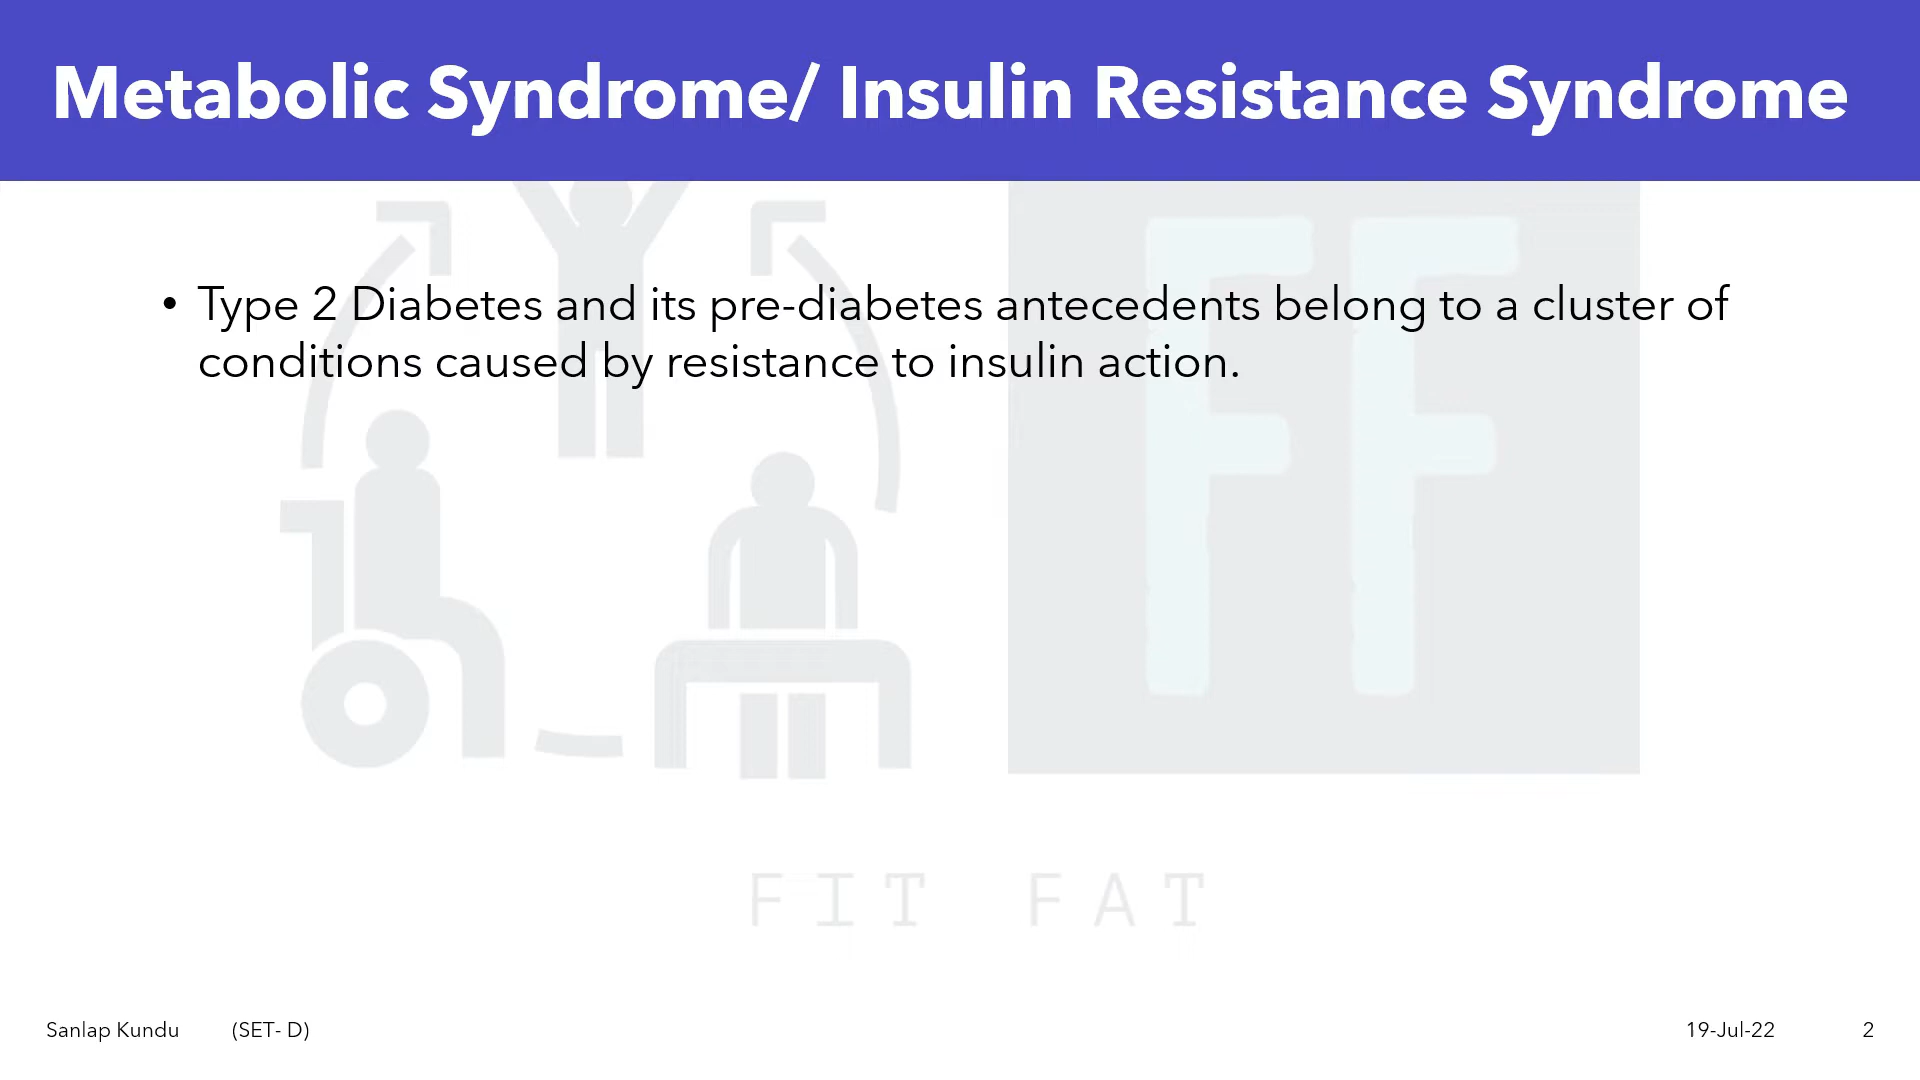 Metabolic Syndrome/ Insulin Resistance Syndrome
• Type 2 Diabetes and its pre-diabetes antecedents belong to a cluster of
conditions caused by resistance to insulin action.
FF
FIT FAT
Sanlap Kundu (SET- D) 19-Jul-22 2